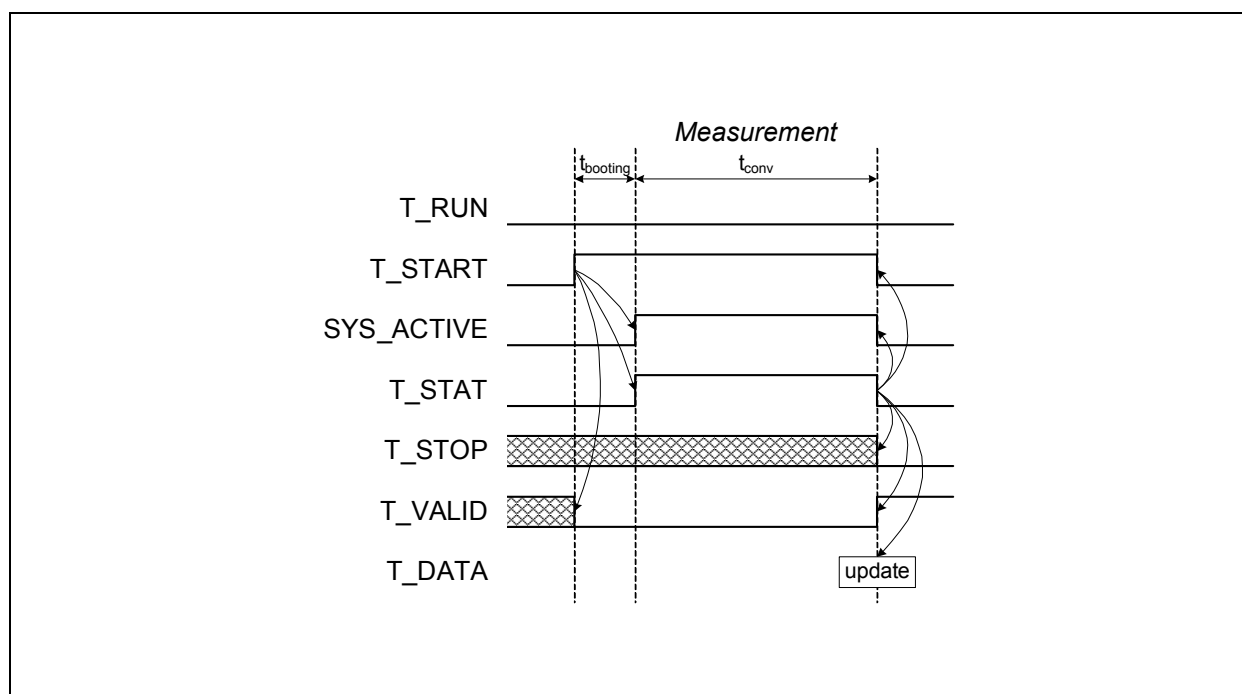 Measurement
tbooting
tconv
T_RUN
T_START
SYS_ACTIVE
T_STAT
T_STOP
T_VALID
T_DATA
update